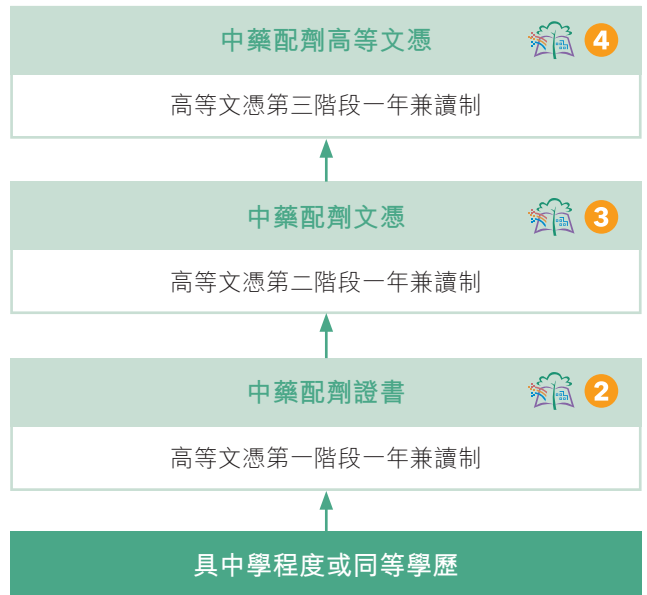 中藥配劑高等文憑 4
高等文憑第三階段一年兼讀制
中藥配劑文憑 3
高等文憑第二階段一年兼讀制
中藥配劑證書 2
高等文憑第一階段一年兼讀制
具中學程度或同等學歷